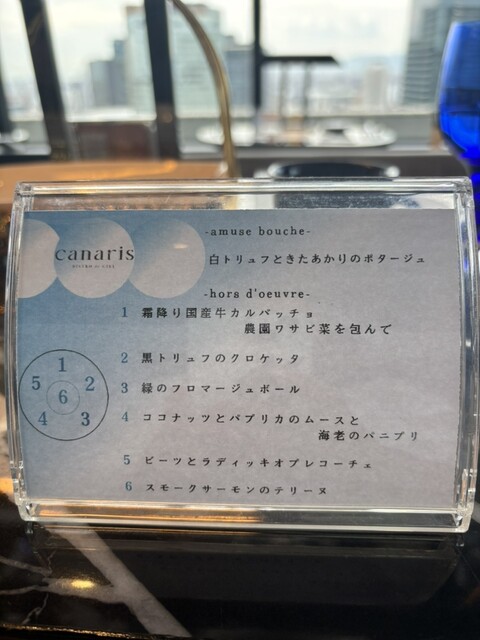 canaris
-amuse bouche-
白トリュフときたあかりのポタージュ
-hors d'oeuvre-
1 霜降り国産牛カルパッチョ
農園ワサビ菜を包んで
2 黒トリュフのクロケッタ
3 緑のフロマージュボール
4 ココナッツとパプリカのムースと
海老のパニプリ
5 ビーツとラディッキオプレコーチェ
6 スモークサーモンのテリーヌ
1
5 2
6
4 3